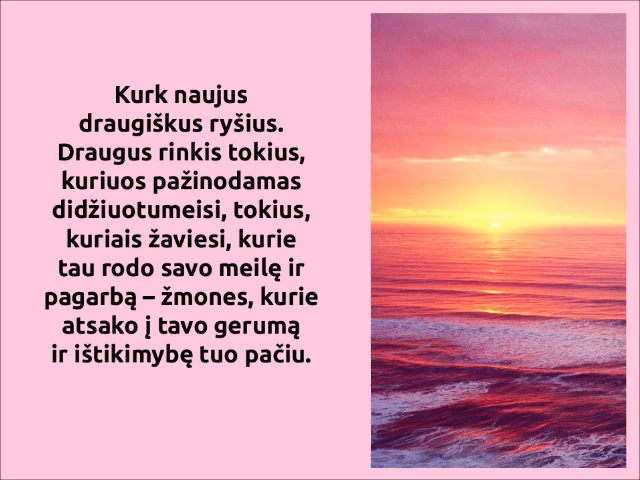 Kurk naujus
draugiškus ryšius.
Draugus rinkis tokius,
kuriuos pažinodamas
didžiuotumeisi, tokius,
kuriais žaviesi, kurie
tau rodo savo meilę ir
pagarbą – žmones, kurie
atsako į tavo gerumą
ir ištikimybę tuo pačiu.